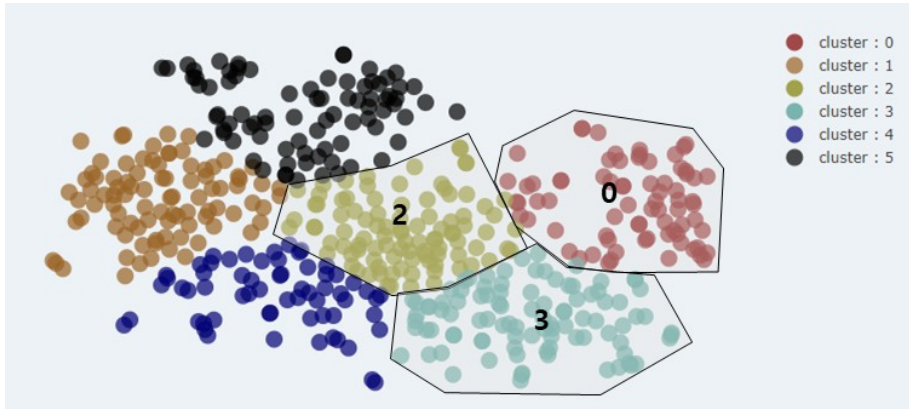 cluster : 0
cluster : 1
cluster : 2
cluster : 3
cluster : 4
cluster : 5
0
2
3